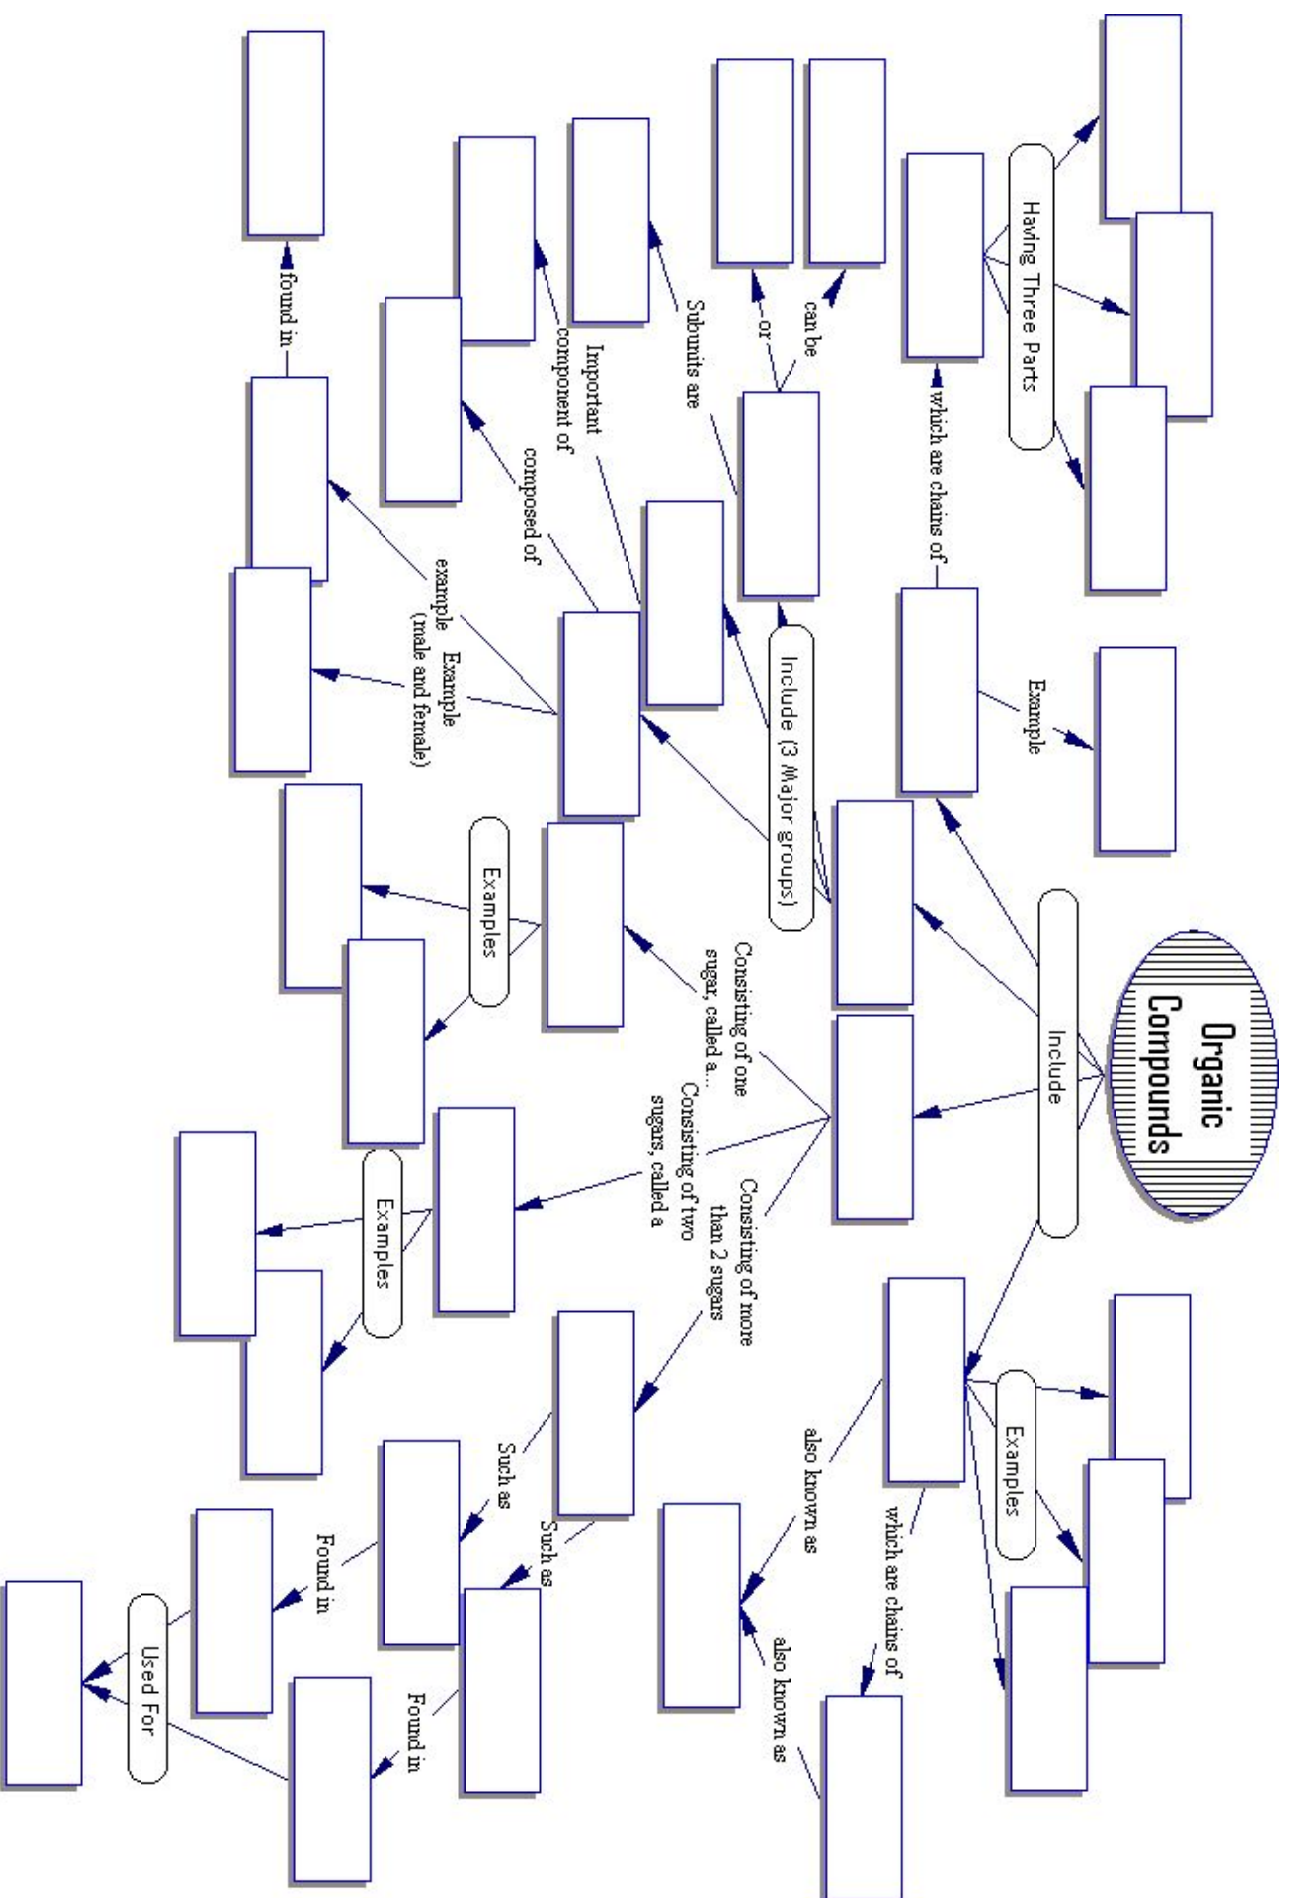 Organic
Compounds
Include
Example
which are chains of
Having Three Parts
Include (3 Major groups)
can be
or
Subunits are
Important
component of
composed of
example
Example
(male and female)
found in
Consisting of one
sugar, called a...
Examples
Consisting of two
sugars, called a
Examples
Consisting of more
than 2 sugars
Such as
Such as
Found in
Found in
Used For
Examples
which are chains of
also known as
also known as